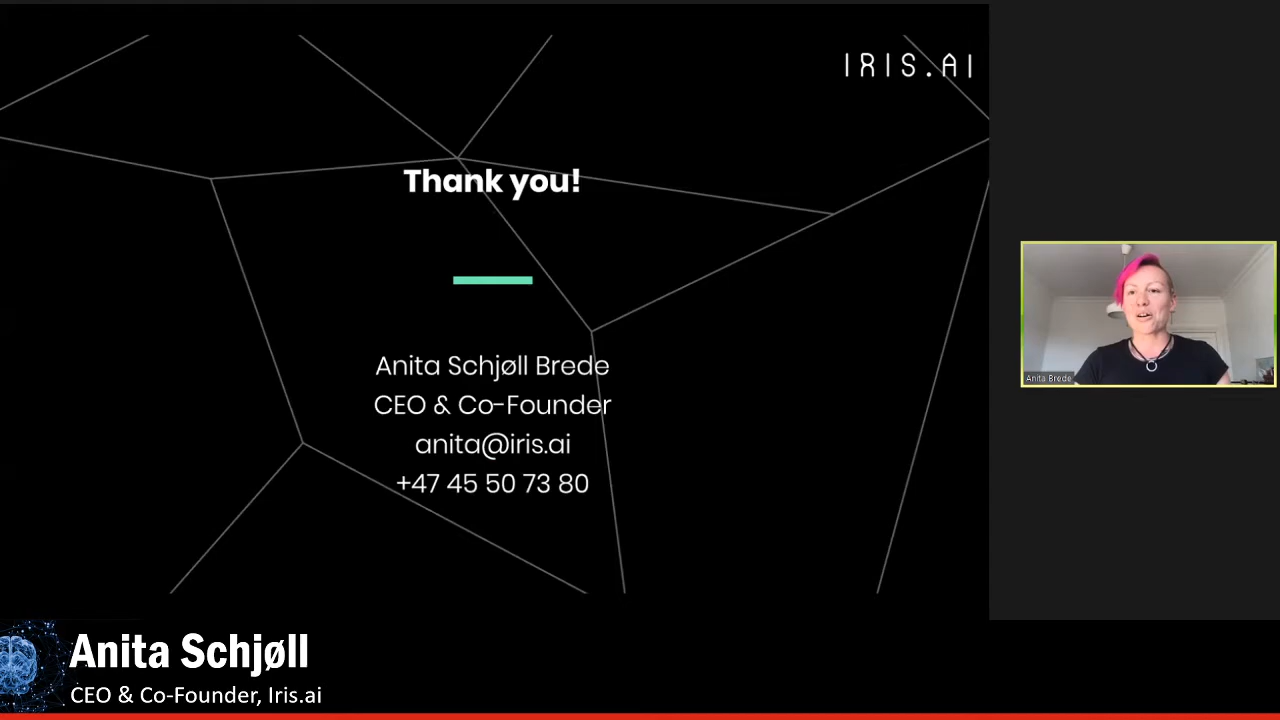 IRIS.AI
Thank you!
Anita Schjøll Brede
CEO & Co-Founder
anita@iris.ai
+47 45 50 73 80
Anita Brede
Anita Schjøll
CEO & Co-Founder, Iris.ai